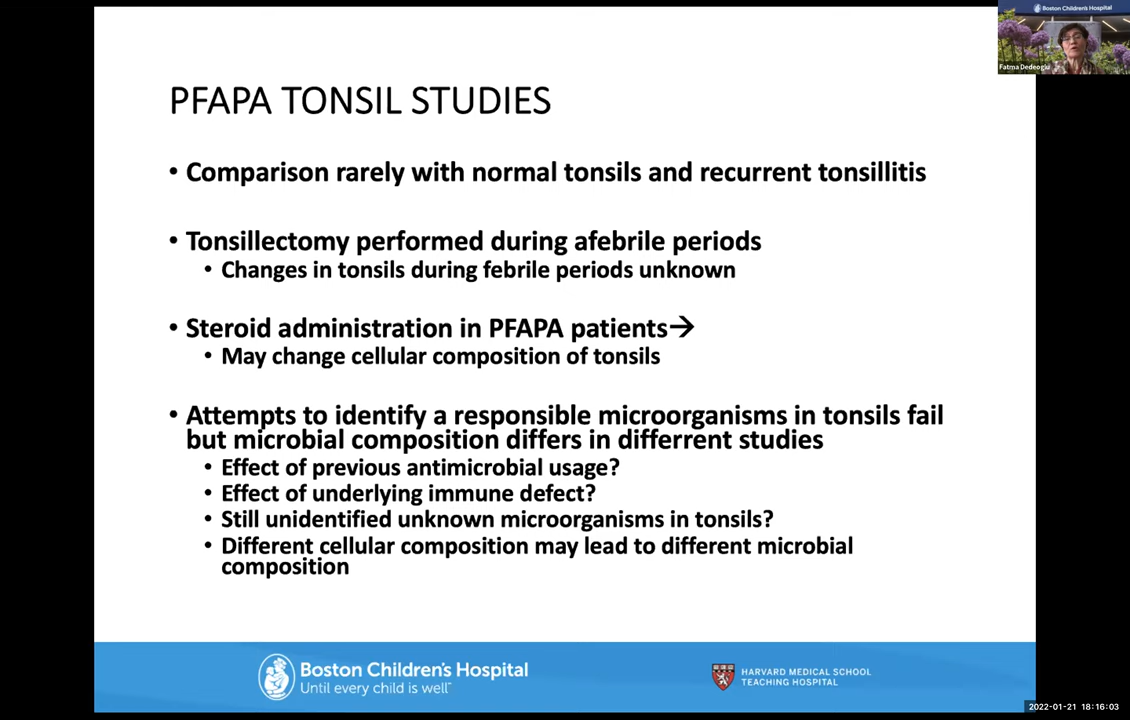 Boston Children's Hospital
Fatma Dedeoglu
PFAPA TONSIL STUDIES
• Comparison rarely with normal tonsils and recurrent tonsillitis
• Tonsillectomy performed during afebrile periods
• Changes in tonsils during febrile periods unknown
• Steroid administration in PFAPA patients→
• May change cellular composition of tonsils
• Attempts to identify a responsible microorganisms in tonsils fail
but microbial composition differs in differrent studies
• Effect of previous antimicrobial usage?
• Effect of underlying immune defect?
• Still unidentified unknown microorganisms in tonsils?
• Different cellular composition may lead to different microbial
composition
Boston Children's Hospital
Until every child is well™
HARVARD MEDICAL SCHOOL
TEACHING HOSPITAL
2022-01-21 18:16:03